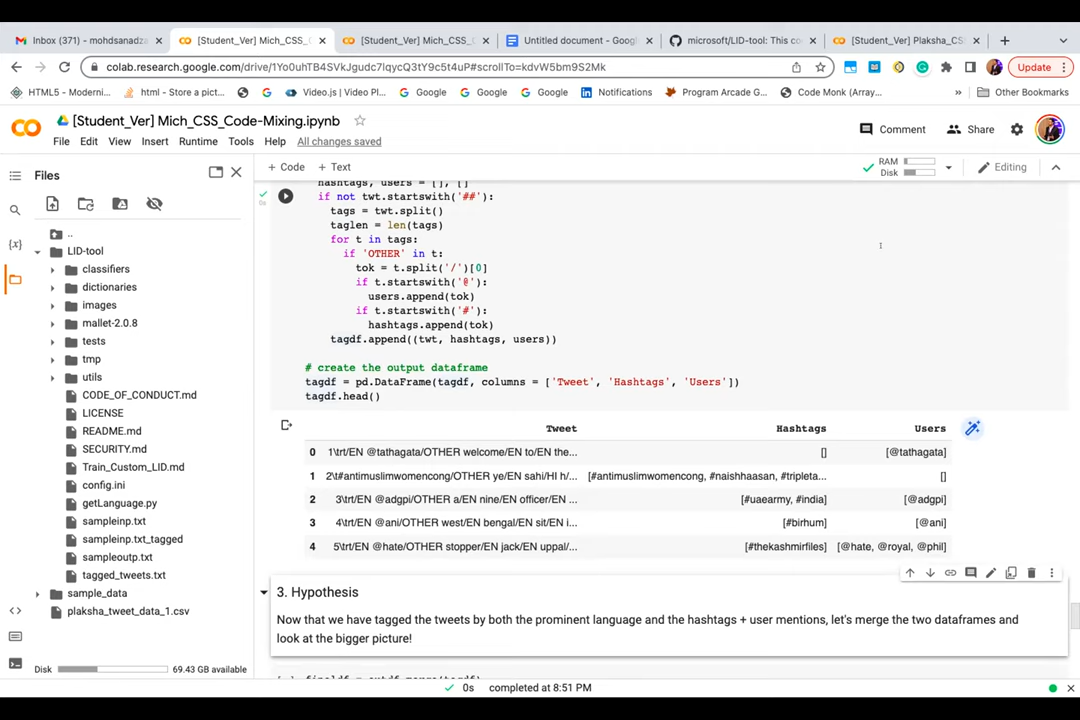 Inbox (371) - mohdsanadza
[Student_Ver] Mich_CSS_
[Student_Ver] Mich_CSS_
Untitled document - Goog
microsoft/LID-tool: This co
[Student_Ver] Plaksha_CS
colab.research.google.com/drive/1Yo0uhTB4SVkJgudc7lqycQ3tY9c5t4uP#scrollTo=kdvW5bm9S2Mk
Update
HTML5 - Moderni...
html - Store a pict...
Video.js | Video Pl...
Google
Google
Google
Notifications
Program Arcade G...
Code Monk (Array...
»
Other Bookmarks
[Student_Ver] Mich_CSS_Code-Mixing.ipynb
Comment
Share
File Edit View Insert Runtime Tools Help All changes saved
Files
+ Code + Text
RAM
Disk
Editing
..
LID-tool
classifiers
dictionaries
images
mallet-2.0.8
tests
tmp
utils
CODE_OF_CONDUCT.md
LICENSE
README.md
SECURITY.md
Train_Custom_LID.md
config.ini
getLanguage.py
sampleinp.txt
sampleinp.txt_tagged
sampleoutp.txt
tagged_tweets.txt
sample_data
plaksha_tweet_data_1.csv
Disk 69.43 GB available
0s
hashtags, users = [], []
if not twt.startswith('##'):
tags = twt.split()
taglen = len(tags)
for t in tags:
if 'OTHER' in t:
tok = t.split('/')[0]
if t.startswith('@'):
users.append(tok)
if t.startswith('#'):
hashtags.append(tok)
tagdf.append((twt, hashtags, users))
# create the output dataframe
tagdf = pd.DataFrame(tagdf, columns = ['Tweet', 'Hashtags', 'Users'])
tagdf.head()
Tweet Hashtags Users
0 1\trt/EN @tathagata/OTHER welcome/EN to/EN the... [] [@tathagata]
1 2\t#antimuslimwomencong/OTHER ye/EN sahi/HI h/... [#antimuslimwomencong, #naishhaasan, #tripleta... []
2 3\trt/EN @adgpi/OTHER a/EN nine/EN officer/EN ... [#uaearmy, #india] [@adgpi]
3 4\trt/EN @ani/OTHER west/EN bengal/EN sit/EN i... [#birhum] [@ani]
4 5\trt/EN @hate/OTHER stopper/EN jack/EN uppal/... [#thekashmirfiles] [@hate, @royal, @phil]
3. Hypothesis
Now that we have tagged the tweets by both the prominent language and the hashtags + user mentions, let's merge the two dataframes and
look at the bigger picture!
0s completed at 8:51 PM